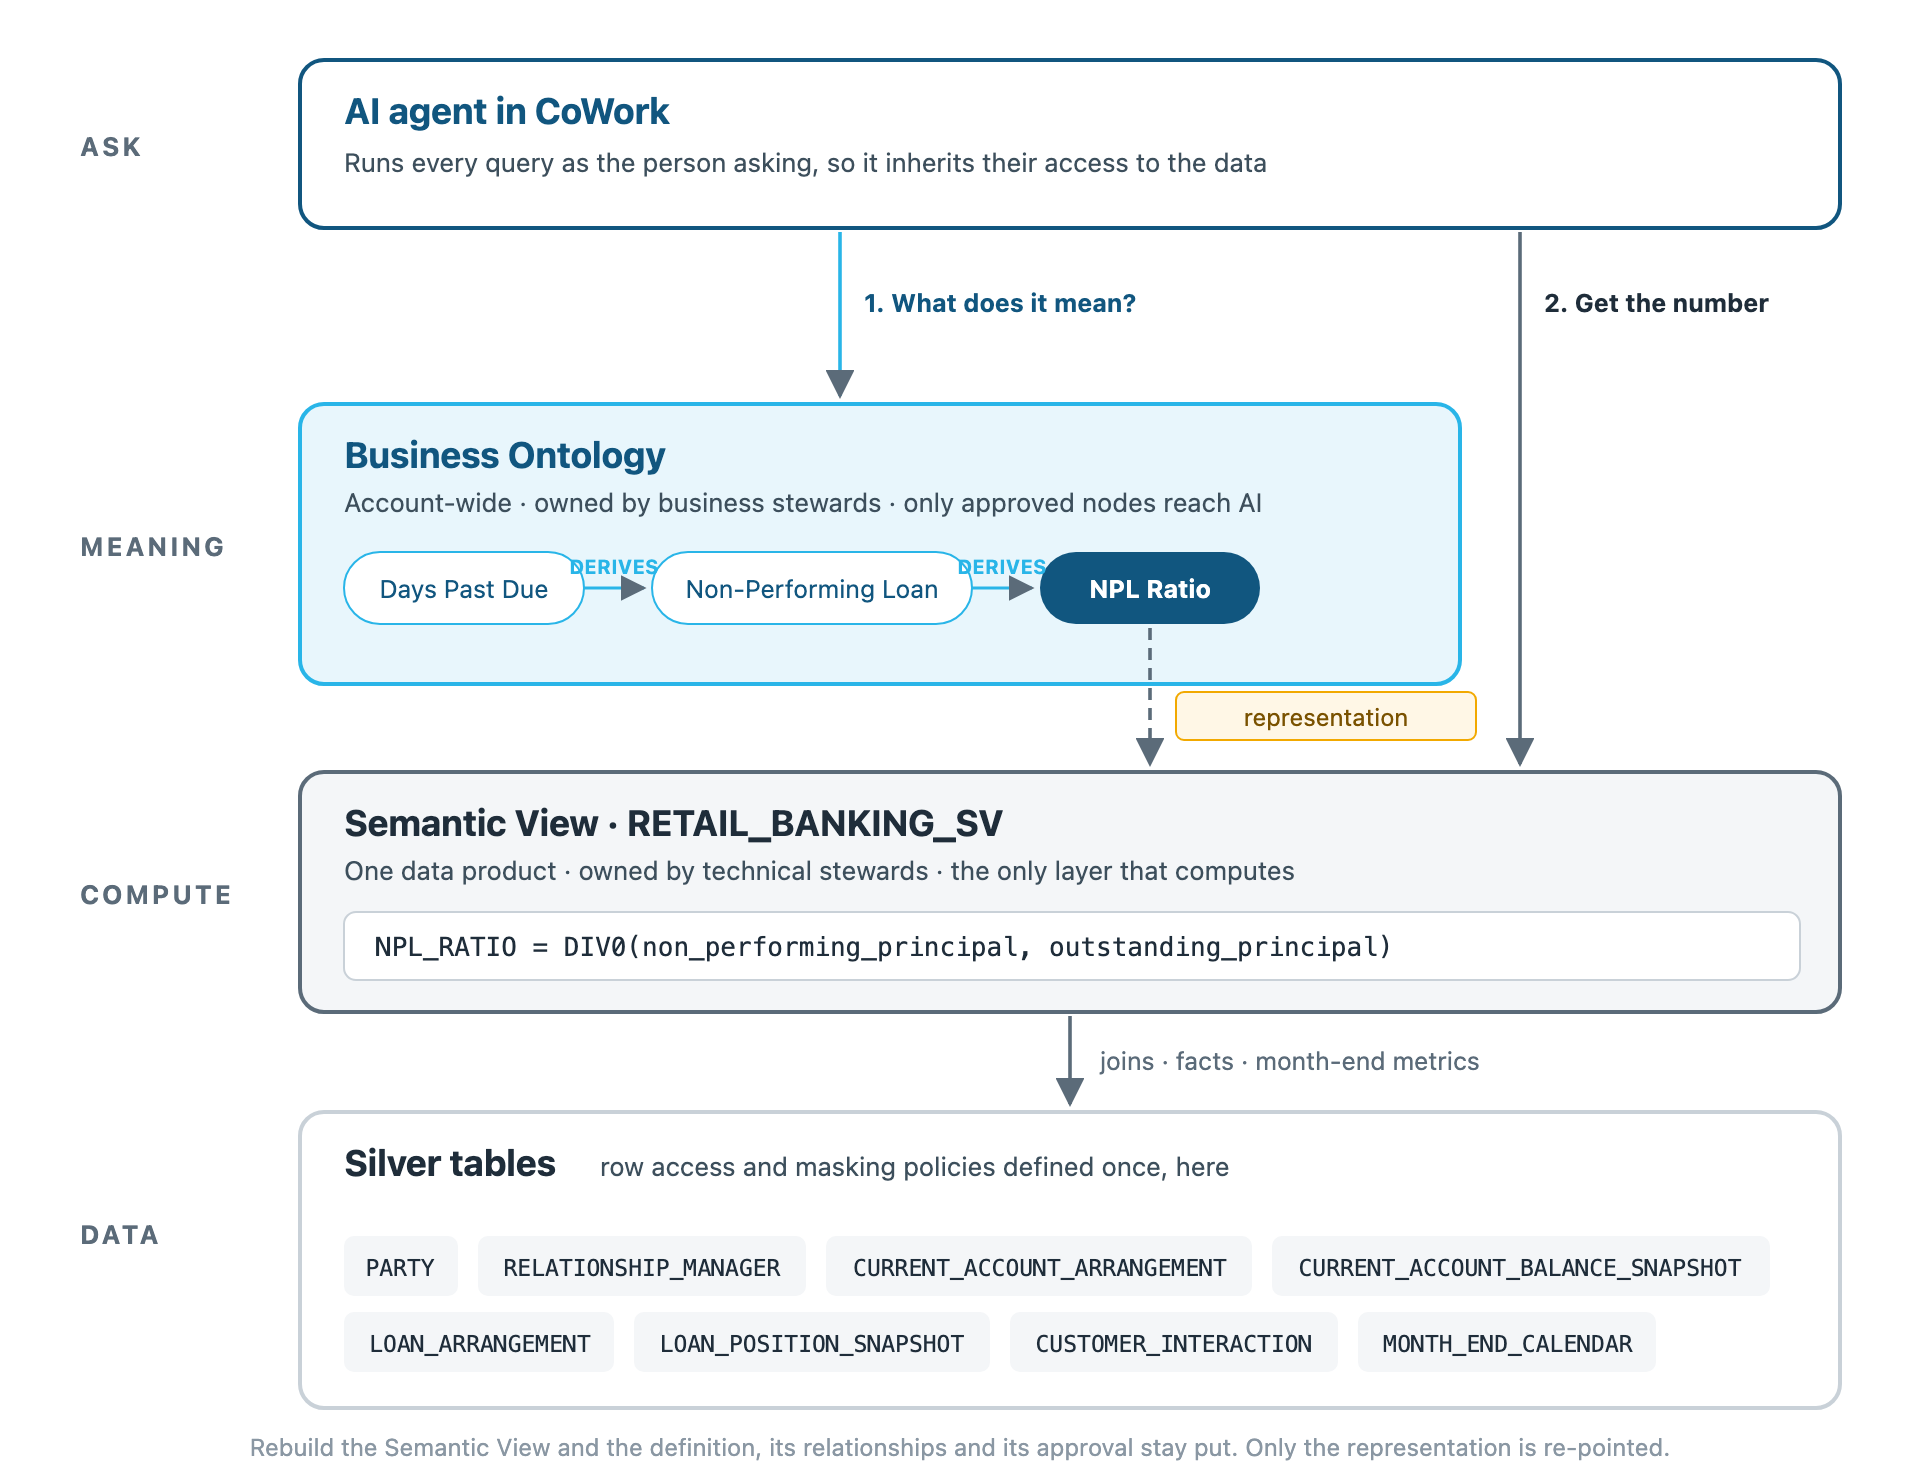 ASK
AI agent in CoWork
Runs every query as the person asking, so it inherits their access to the data
1. What does it mean?
2. Get the number
MEANING
Business Ontology
Account-wide · owned by business stewards · only approved nodes reach AI
Days Past Due
DERIVES
Non-Performing Loan
DERIVES
NPL Ratio
representation
COMPUTE
Semantic View · RETAIL_BANKING_SV
One data product · owned by technical stewards · the only layer that computes
NPL_RATIO = DIV0(non_performing_principal, outstanding_principal)
joins · facts · month-end metrics
DATA
Silver tables
row access and masking policies defined once, here
PARTY
RELATIONSHIP_MANAGER
CURRENT_ACCOUNT_ARRANGEMENT
CURRENT_ACCOUNT_BALANCE_SNAPSHOT
LOAN_ARRANGEMENT
LOAN_POSITION_SNAPSHOT
CUSTOMER_INTERACTION
MONTH_END_CALENDAR
Rebuild the Semantic View and the definition, its relationships and its approval stay put. Only the representation is re-pointed.